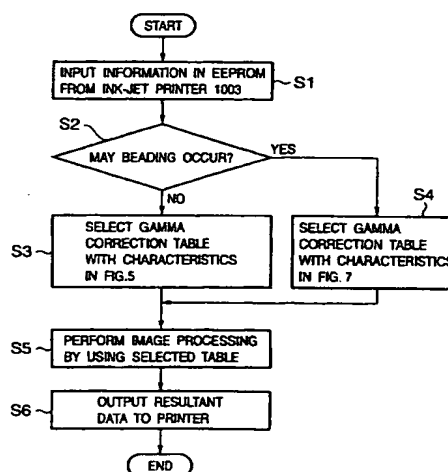 START
INPUT INFORMATION IN EEPROM
FROM INK-JET PRINTER 1003
S1
S2
MAY BEADING OCCUR?
YES
NO
S4
S3
SELECT GAMMA
CORRECTION TABLE
WITH CHARACTERISTICS
IN FIG.5
SELECT GAMMA
CORRECTION TABLE
WITH CHARACTERISTICS
IN FIG. 7
S5
PERFORM IMAGE PROCESSING
BY USING SELECTED TABLE
S6
OUTPUT RESULTANT
DATA TO PRINTER
END